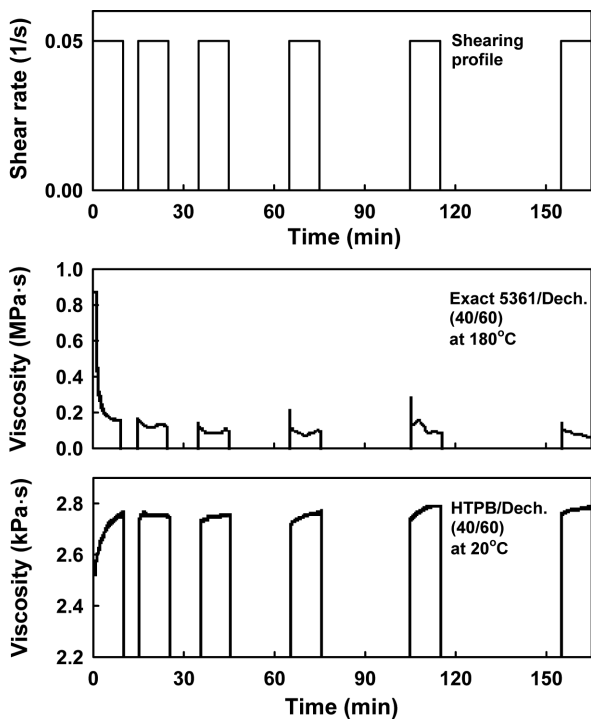 Shear rate (1/s)
0.05
0.00
Shearing
profile
0 30 60 90 120 150
Time (min)
Viscosity (MPa·s)
1.0
0.8
0.6
0.4
0.2
0.0
Exact 5361/Dech.
(40/60)
at 180°C
Viscosity (kPa·s)
2.8
2.6
2.4
2.2
HTPB/Dech.
(40/60)
at 20°C
0 30 60 90 120 150
Time (min)